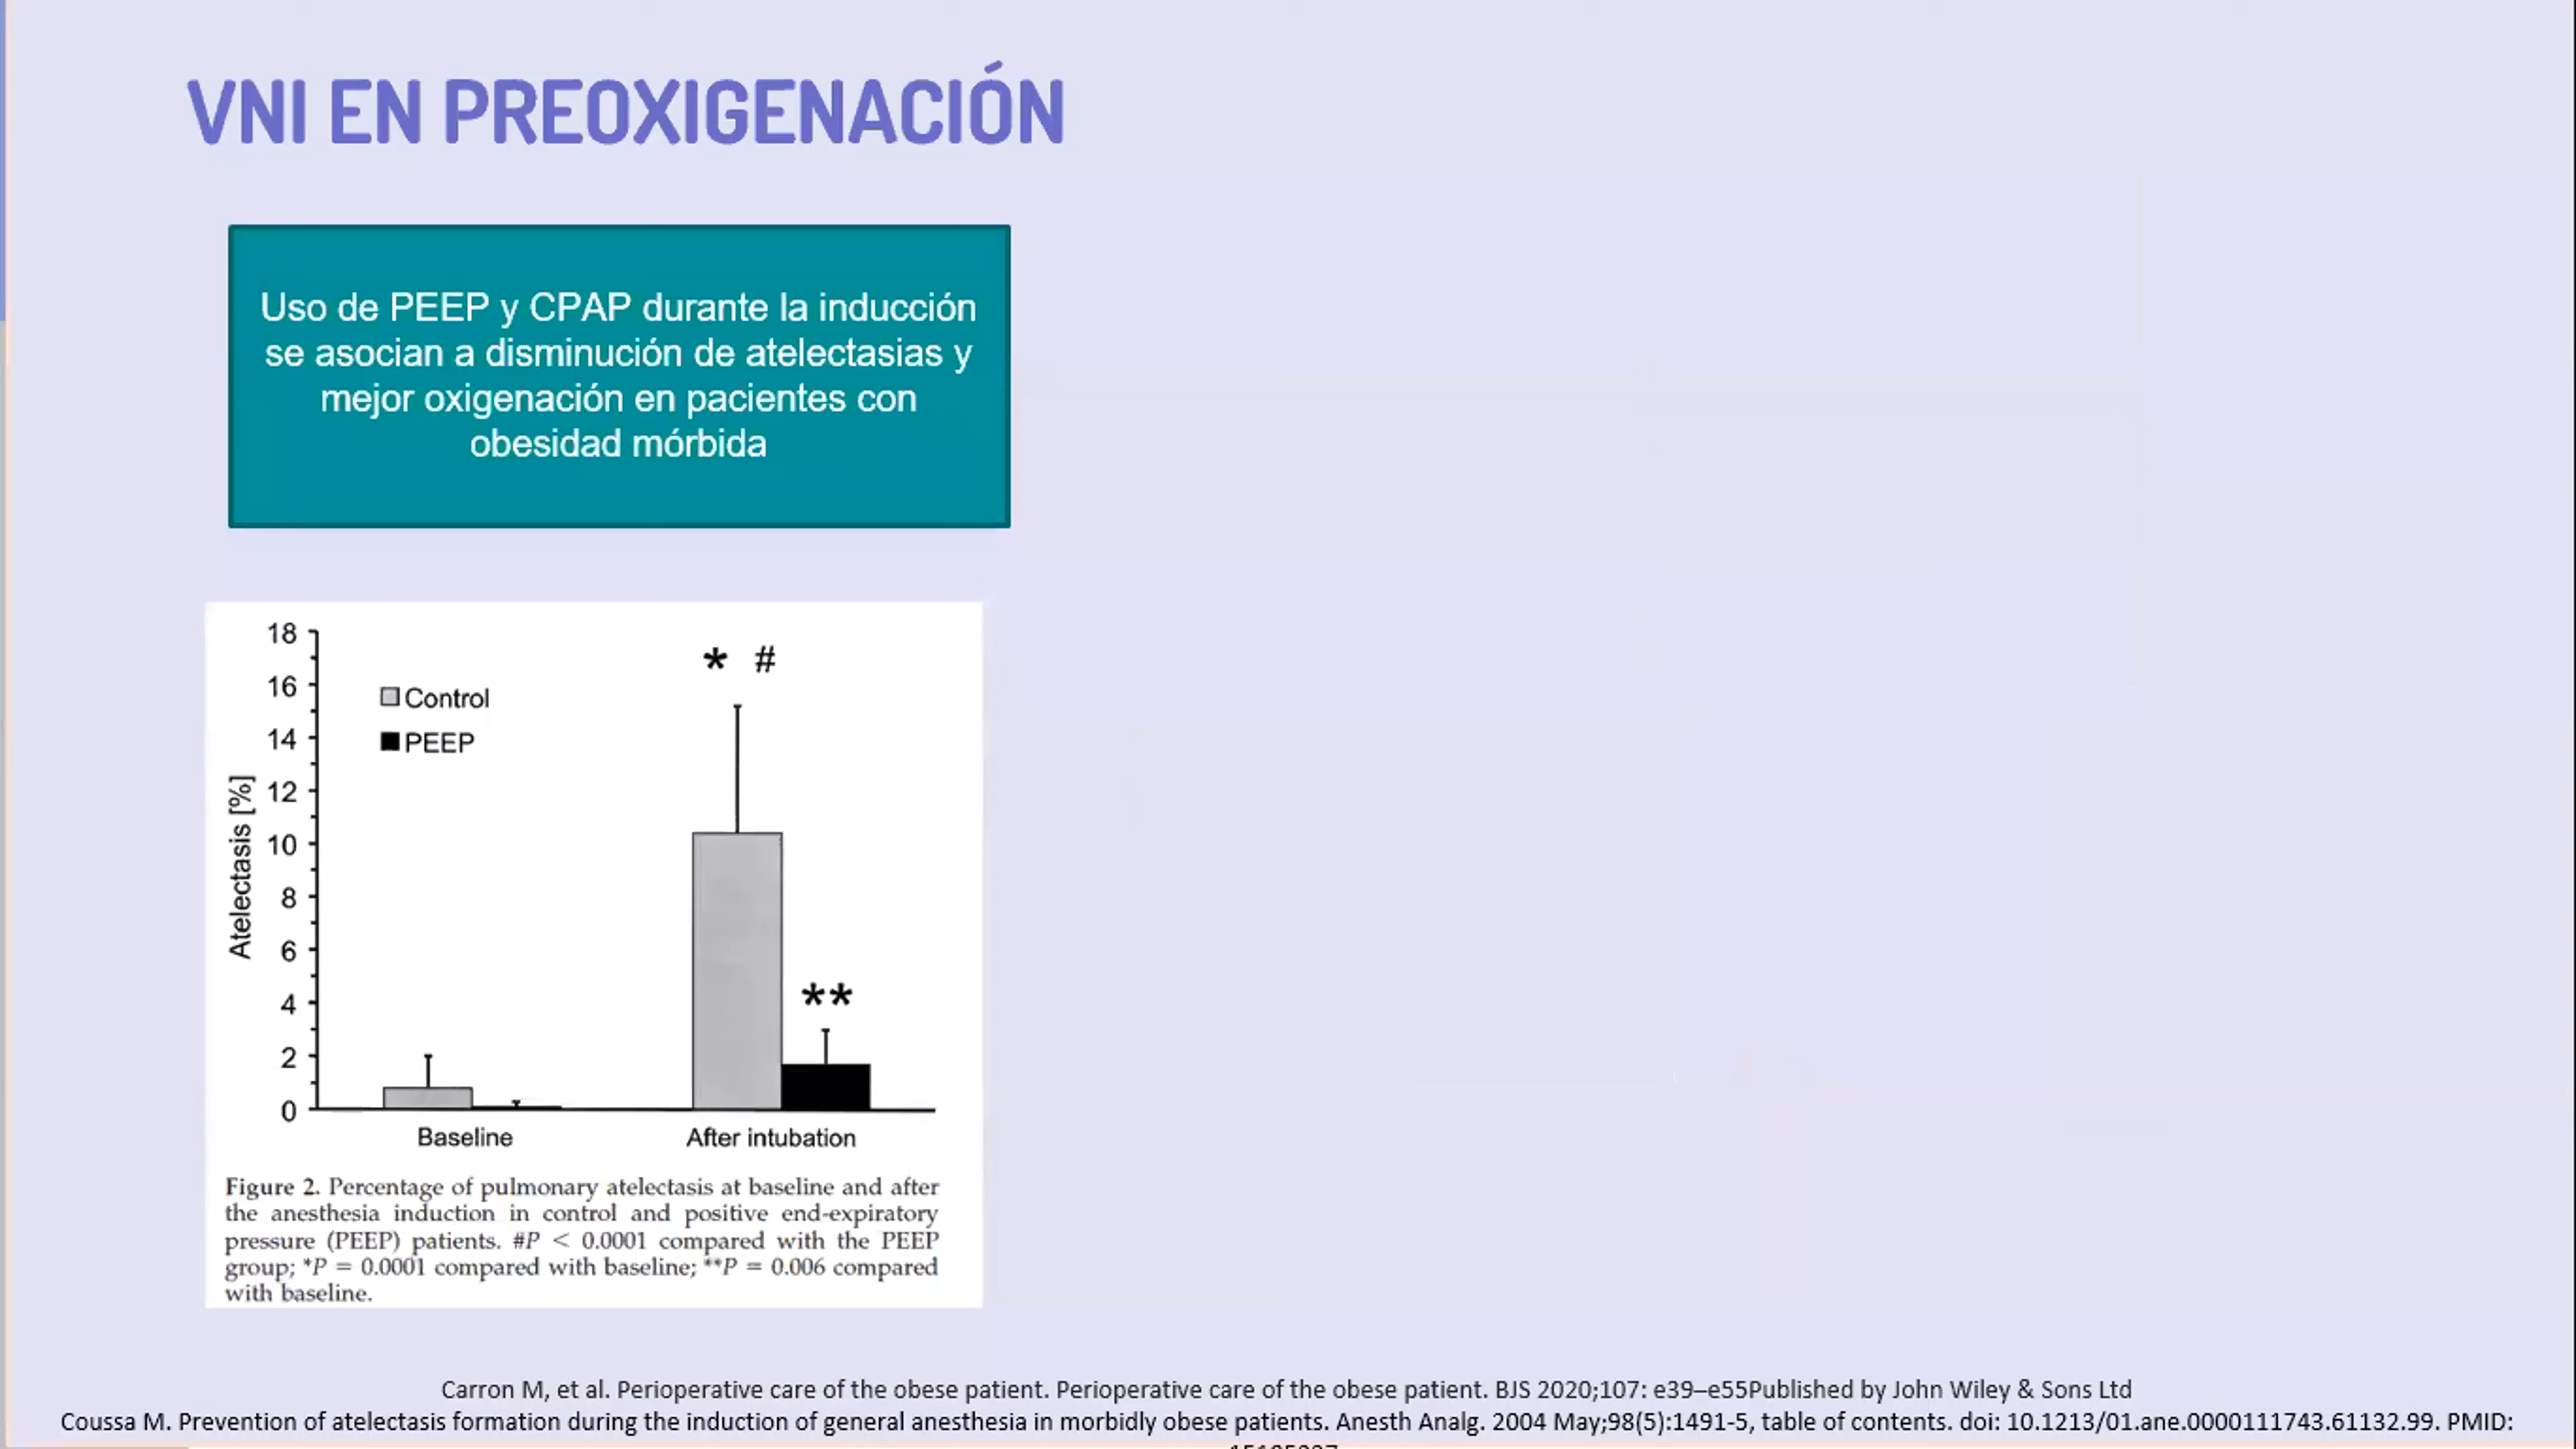 VNI EN PREOXIGENACIÓN
Uso de PEEP y CPAP durante la inducción
se asocian a disminución de atelectasias y
mejor oxigenación en pacientes con
obesidad mórbida
18
16
14
12
10
8
6
4
2
0
Atelectasis [%]
Control
PEEP
* #
**
Baseline
After intubation
Figure 2. Percentage of pulmonary atelectasis at baseline and after
the anesthesia induction in control and positive end-expiratory
pressure (PEEP) patients. #P < 0.0001 compared with the PEEP
group; *P = 0.0001 compared with baseline; **P = 0.006 compared
with baseline.
Carron M, et al. Perioperative care of the obese patient. Perioperative care of the obese patient. BJS 2020;107: e39–e55Published by John Wiley & Sons Ltd
Coussa M. Prevention of atelectasis formation during the induction of general anesthesia in morbidly obese patients. Anesth Analg. 2004 May;98(5):1491-5, table of contents. doi: 10.1213/01.ane.0000111743.61132.99. PMID: